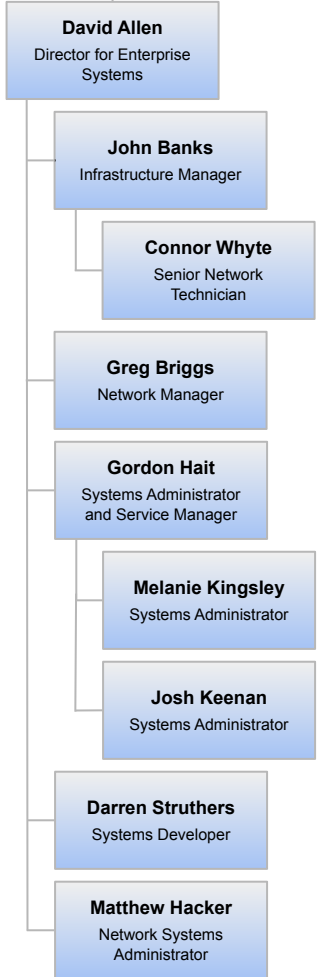 David Allen
Director for Enterprise
Systems
John Banks
Infrastructure Manager
Connor Whyte
Senior Network
Technician
Greg Briggs
Network Manager
Gordon Hait
Systems Administrator
and Service Manager
Melanie Kingsley
Systems Administrator
Josh Keenan
Systems Administrator
Darren Struthers
Systems Developer
Matthew Hacker
Network Systems
Administrator